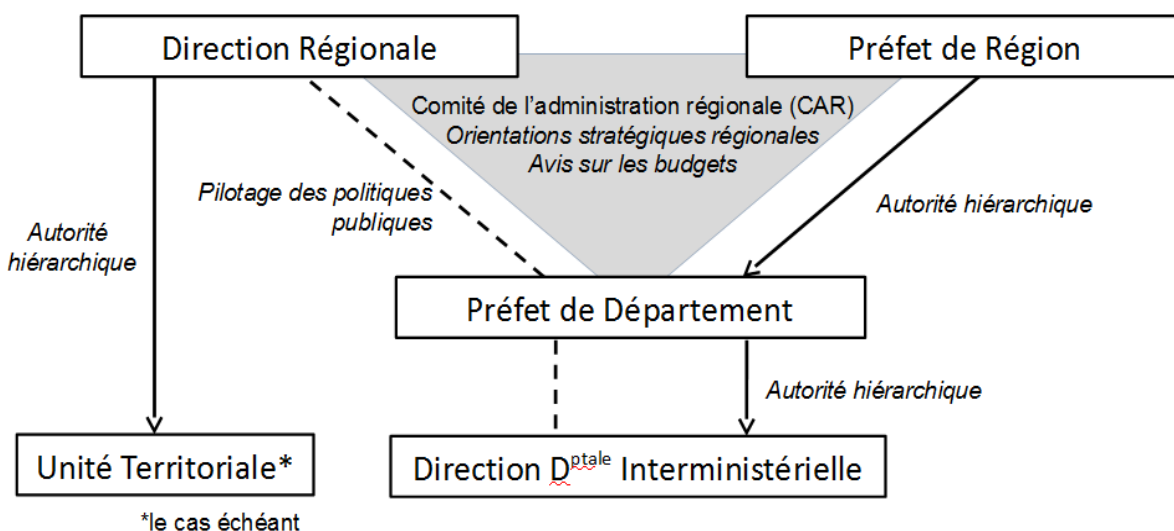 Direction Régionale
Préfet de Région
Comité de l'administration régionale (CAR)
Orientations stratégiques régionales
Avis sur les budgets
Pilotage des politiques
publiques
Autorité
hiérarchique
Autorité hiérarchique
Préfet de Département
Autorité hiérarchique
Unité Territoriale*
Direction Dptale Interministérielle
*le cas échéant